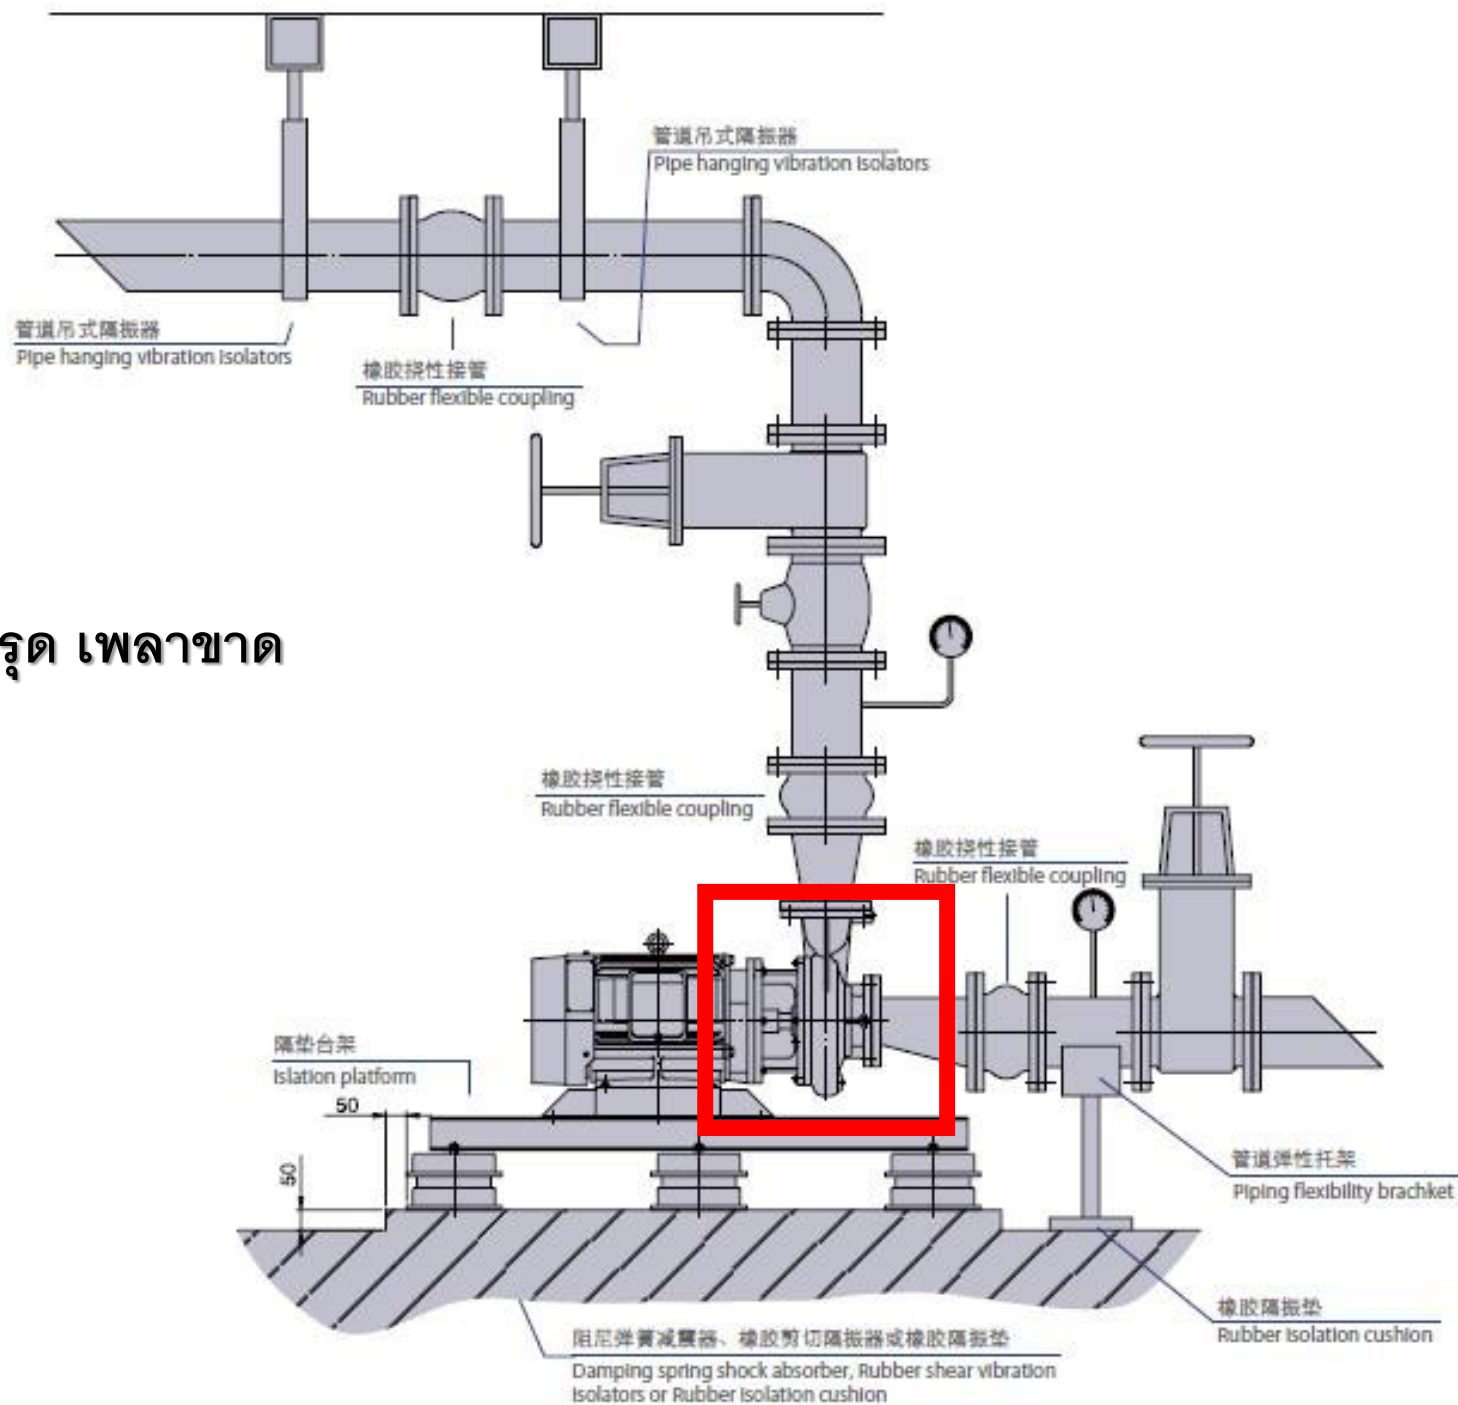 管道吊式隔振器
Pipe hanging vibration isolators
管道吊式隔振器
Pipe hanging vibration isolators
橡胶挠性接管
Rubber flexible coupling
รุด เพลาขาด
橡胶挠性接管
Rubber flexible coupling
橡胶挠性接管
Rubber flexible coupling
隔垫台架
Islation platform
50
50
管道弹性托架
Piping flexibility brachket
橡胶隔振垫
Rubber isolation cushion
阻尼弹簧减震器、橡胶剪切隔振器或橡胶隔振垫
Damping spring shock absorber, Rubber shear vibration
isolators or Rubber isolation cushion